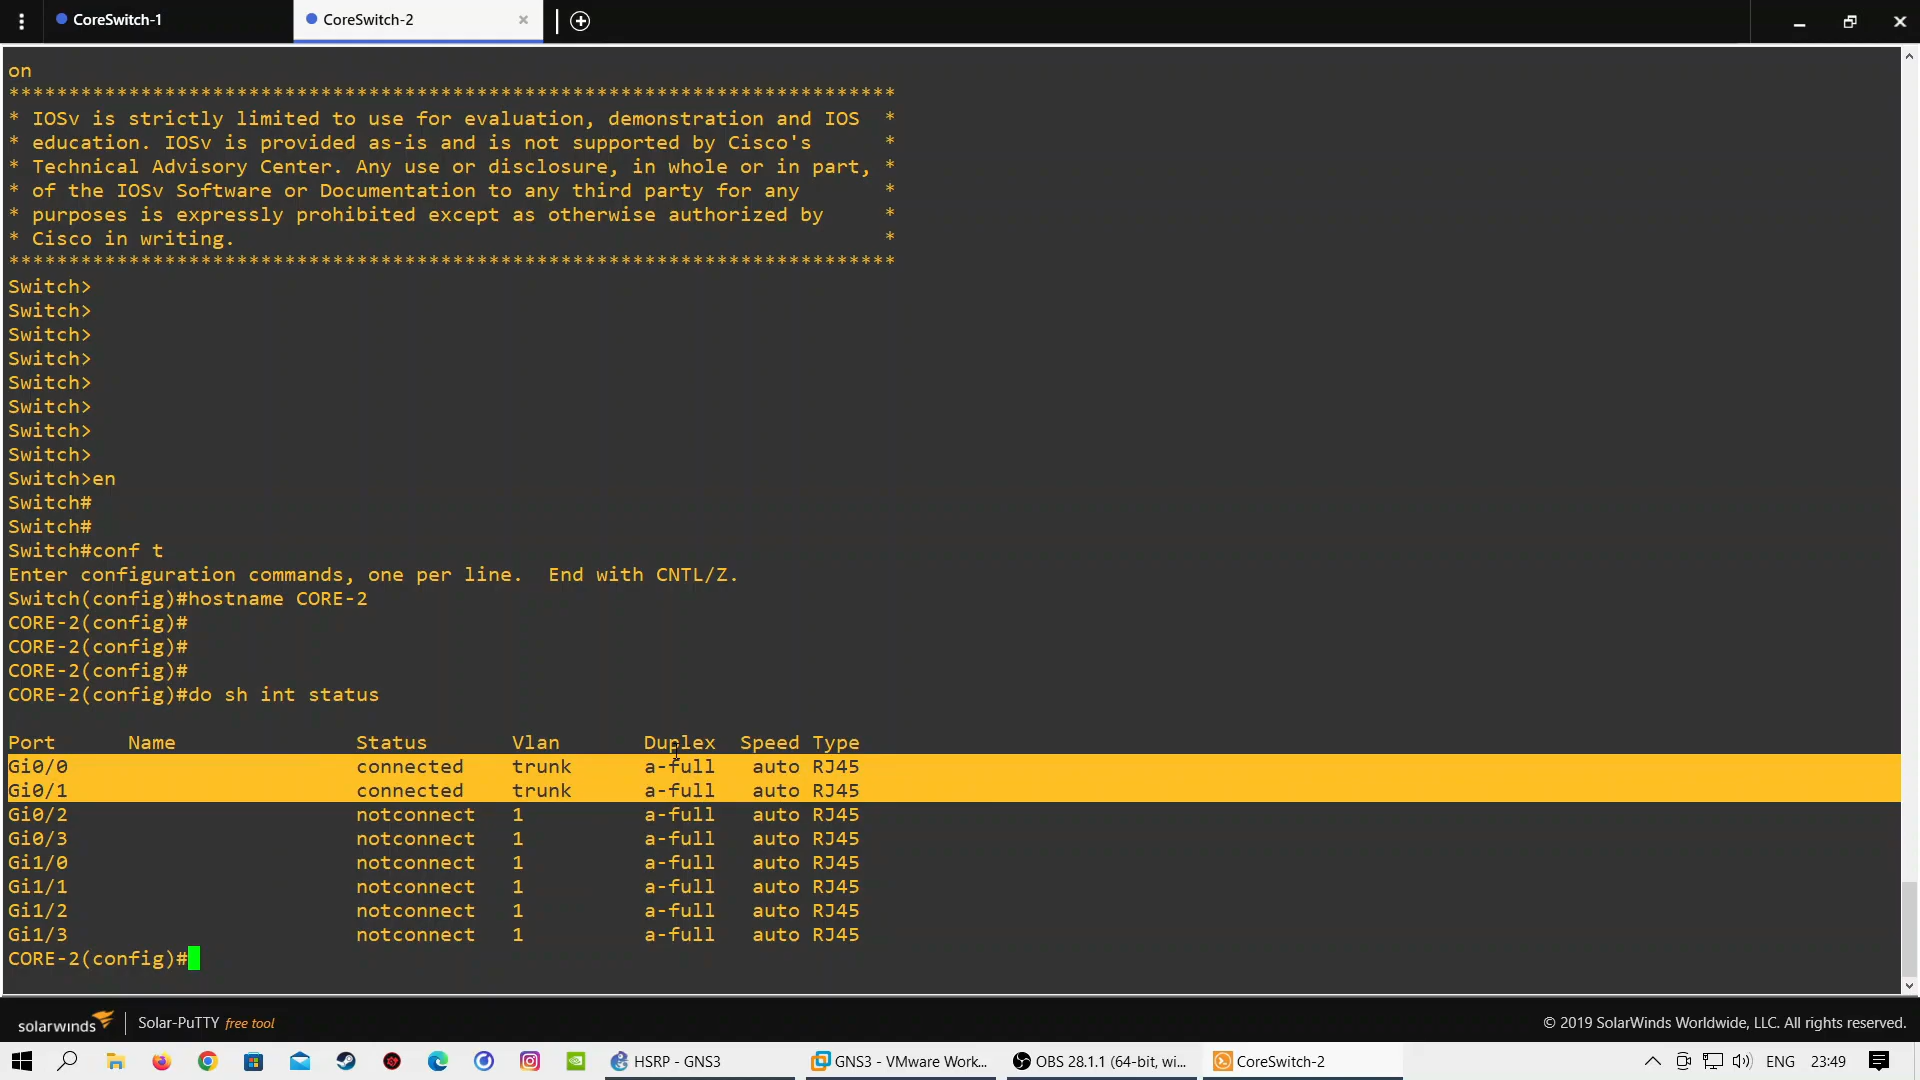 CoreSwitch-1
CoreSwitch-2
on
**************************************************************************
* IOSv is strictly limited to use for evaluation, demonstration and IOS  *
* education. IOSv is provided as-is and is not supported by Cisco's      *
* Technical Advisory Center. Any use or disclosure, in whole or in part, *
* of the IOSv Software or Documentation to any third party for any       *
* purposes is expressly prohibited except as otherwise authorized by     *
* Cisco in writing.                                                      *
**************************************************************************
Switch>
Switch>
Switch>
Switch>
Switch>
Switch>
Switch>
Switch>
Switch>en
Switch#
Switch#
Switch#conf t
Enter configuration commands, one per line.  End with CNTL/Z.
Switch(config)#hostname CORE-2
CORE-2(config)#
CORE-2(config)#
CORE-2(config)#
CORE-2(config)#do sh int status
Port      Name               Status       Vlan       Duplex  Speed Type
Gi0/0                        connected    trunk      a-full   auto RJ45
Gi0/1                        connected    trunk      a-full   auto RJ45
Gi0/2                        notconnect   1          a-full   auto RJ45
Gi0/3                        notconnect   1          a-full   auto RJ45
Gi1/0                        notconnect   1          a-full   auto RJ45
Gi1/1                        notconnect   1          a-full   auto RJ45
Gi1/2                        notconnect   1          a-full   auto RJ45
Gi1/3                        notconnect   1          a-full   auto RJ45
CORE-2(config)#
solarwinds Solar-PuTTY free tool © 2019 SolarWinds Worldwide, LLC. All rights reserved.
HSRP - GNS3 GNS3 - VMware Work... OBS 28.1.1 (64-bit, wi... CoreSwitch-2 ENG 23:49